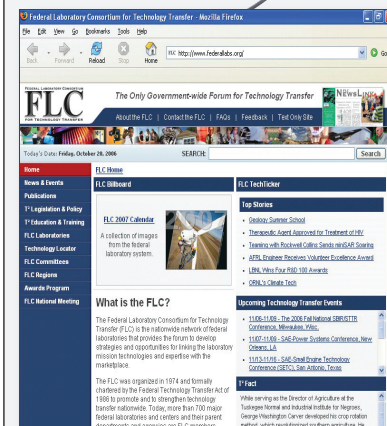 Federal Laboratory Consortium for Technology Transfer - Mozilla Firefox
File Edit View Go Bookmarks Tools Help
Back Forward Reload Stop Home FLC http://www.federallabs.org/ Go
FEDERAL LABORATORY CONSORTIUM
FLC
FOR TECHNOLOGY TRANSFER
The Only Government-wide Forum for Technology Transfer
NEWSLINK
About the FLC | Contact the FLC | FAQs | Feedback | Text Only Site
Today's Date: Friday, October 20, 2006 SEARCH: Search
Home
News & Events
Publications
T² Legislation & Policy
T² Education & Training
FLC Laboratories
Technology Locator
FLC Committees
FLC Regions
Awards Program
FLC National Meeting
FLC Home
FLC Billboard
FLC 2007 Calendar
A collection of images
from the federal
laboratory system.
What is the FLC?
The Federal Laboratory Consortium for Technology
Transfer (FLC) is the nationwide network of federal
laboratories that provides the forum to develop
strategies and opportunities for linking the laboratory
mission technologies and expertise with the
marketplace.
The FLC was organized in 1974 and formally
chartered by the Federal Technology Transfer Act of
1986 to promote and to strengthen technology
transfer nationwide. Today, more than 700 major
federal laboratories and centers and their parent
departments and agencies are FLC members.
FLC TechTicker
Top Stories
Geology Summer School
Therapeutic Agent Approved for Treatment of HIV
Teaming with Rockwell Collins Sends miniSAR Soaring
AFRL Engineer Receives Volunteer Excellence Award
LBNL Wins Four R&D 100 Awards
ORNL's Climate Tech
Upcoming Technology Transfer Events
11/06-11/09 - The 2006 Fall National SBIR/STTR
Conference, Milwaukee, Wisc.
11/07-11/09 - SAE-Power Systems Conference, New
Orleans, LA
11/13-11/16 - SAE-Small Engine Technology
Conference (SETC), San Antonio, Texas
T² Fact
While serving as the Director of Agriculture at the
Tuskegee Normal and Industrial Institute for Negroes,
George Washington Carver developed his crop rotation
method, which revolutionized southern agriculture. He